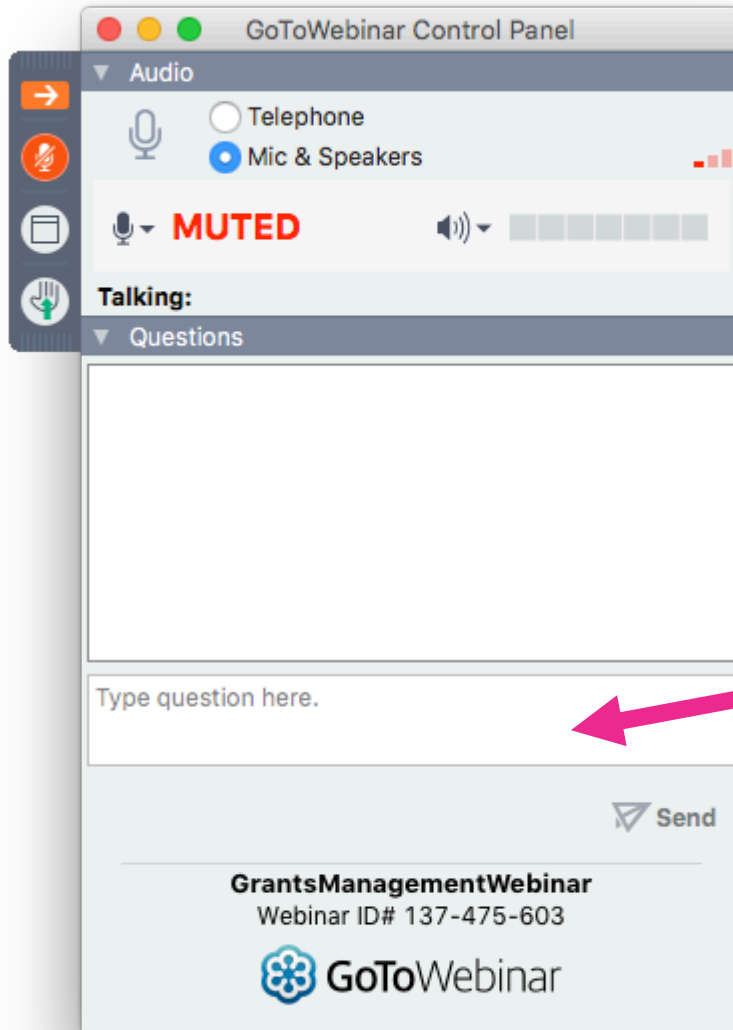 GoToWebinar Control Panel
Audio
Telephone
Mic & Speakers
MUTED
Talking:
Questions
Type question here.
Send
GrantsManagementWebinar
Webinar ID# 137-475-603
GoToWebinar